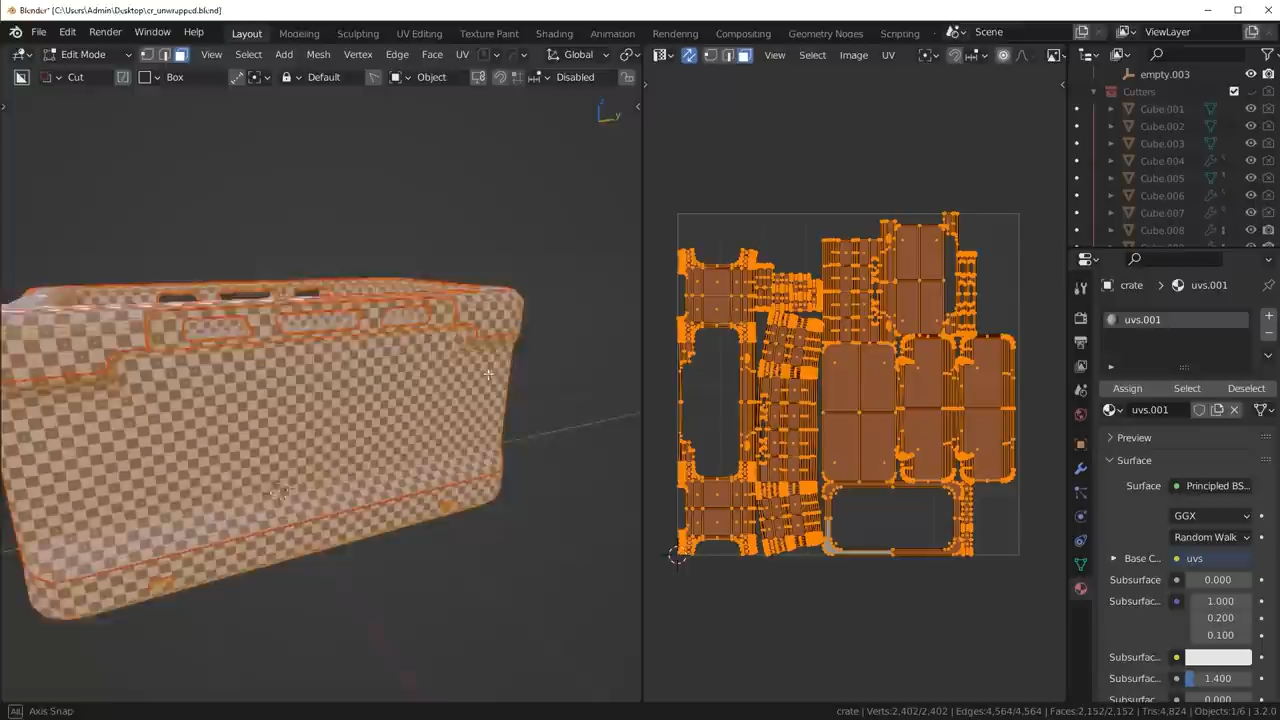 Blender* [C:\Users\Admin\Desktop\cr_unwrapped.blend]
File Edit Render Window Help Layout Modeling Sculpting UV Editing Texture Paint Shading Animation Rendering Compositing Geometry Nodes Scripting Scene ViewLayer
Edit Mode View Select Add Mesh Vertex Edge Face UV Global View Select Image UV
Cut Box Default Object Disabled
empty.003
Cutters
Cube.001
Cube.002
Cube.003
Cube.004
Cube.005
Cube.006
Cube.007
Cube.008
z
y
crate > uvs.001
uvs.001
Assign Select Deselect
uvs.001
Preview
Surface
Surface Principled BS...
GGX
Random Walk
Base C... uvs
Subsurface 0.000
Subsurfac... 1.000
0.200
0.100
Subsurfac...
Subsurfac... 1.400
Subsurfac... 0.000
Axis Snap
crate | Verts:2,402/2,402 | Edges:4,564/4,564 | Faces:2,152/2,152 | Tris:4,824 | Objects:1/6 | 3.2.0